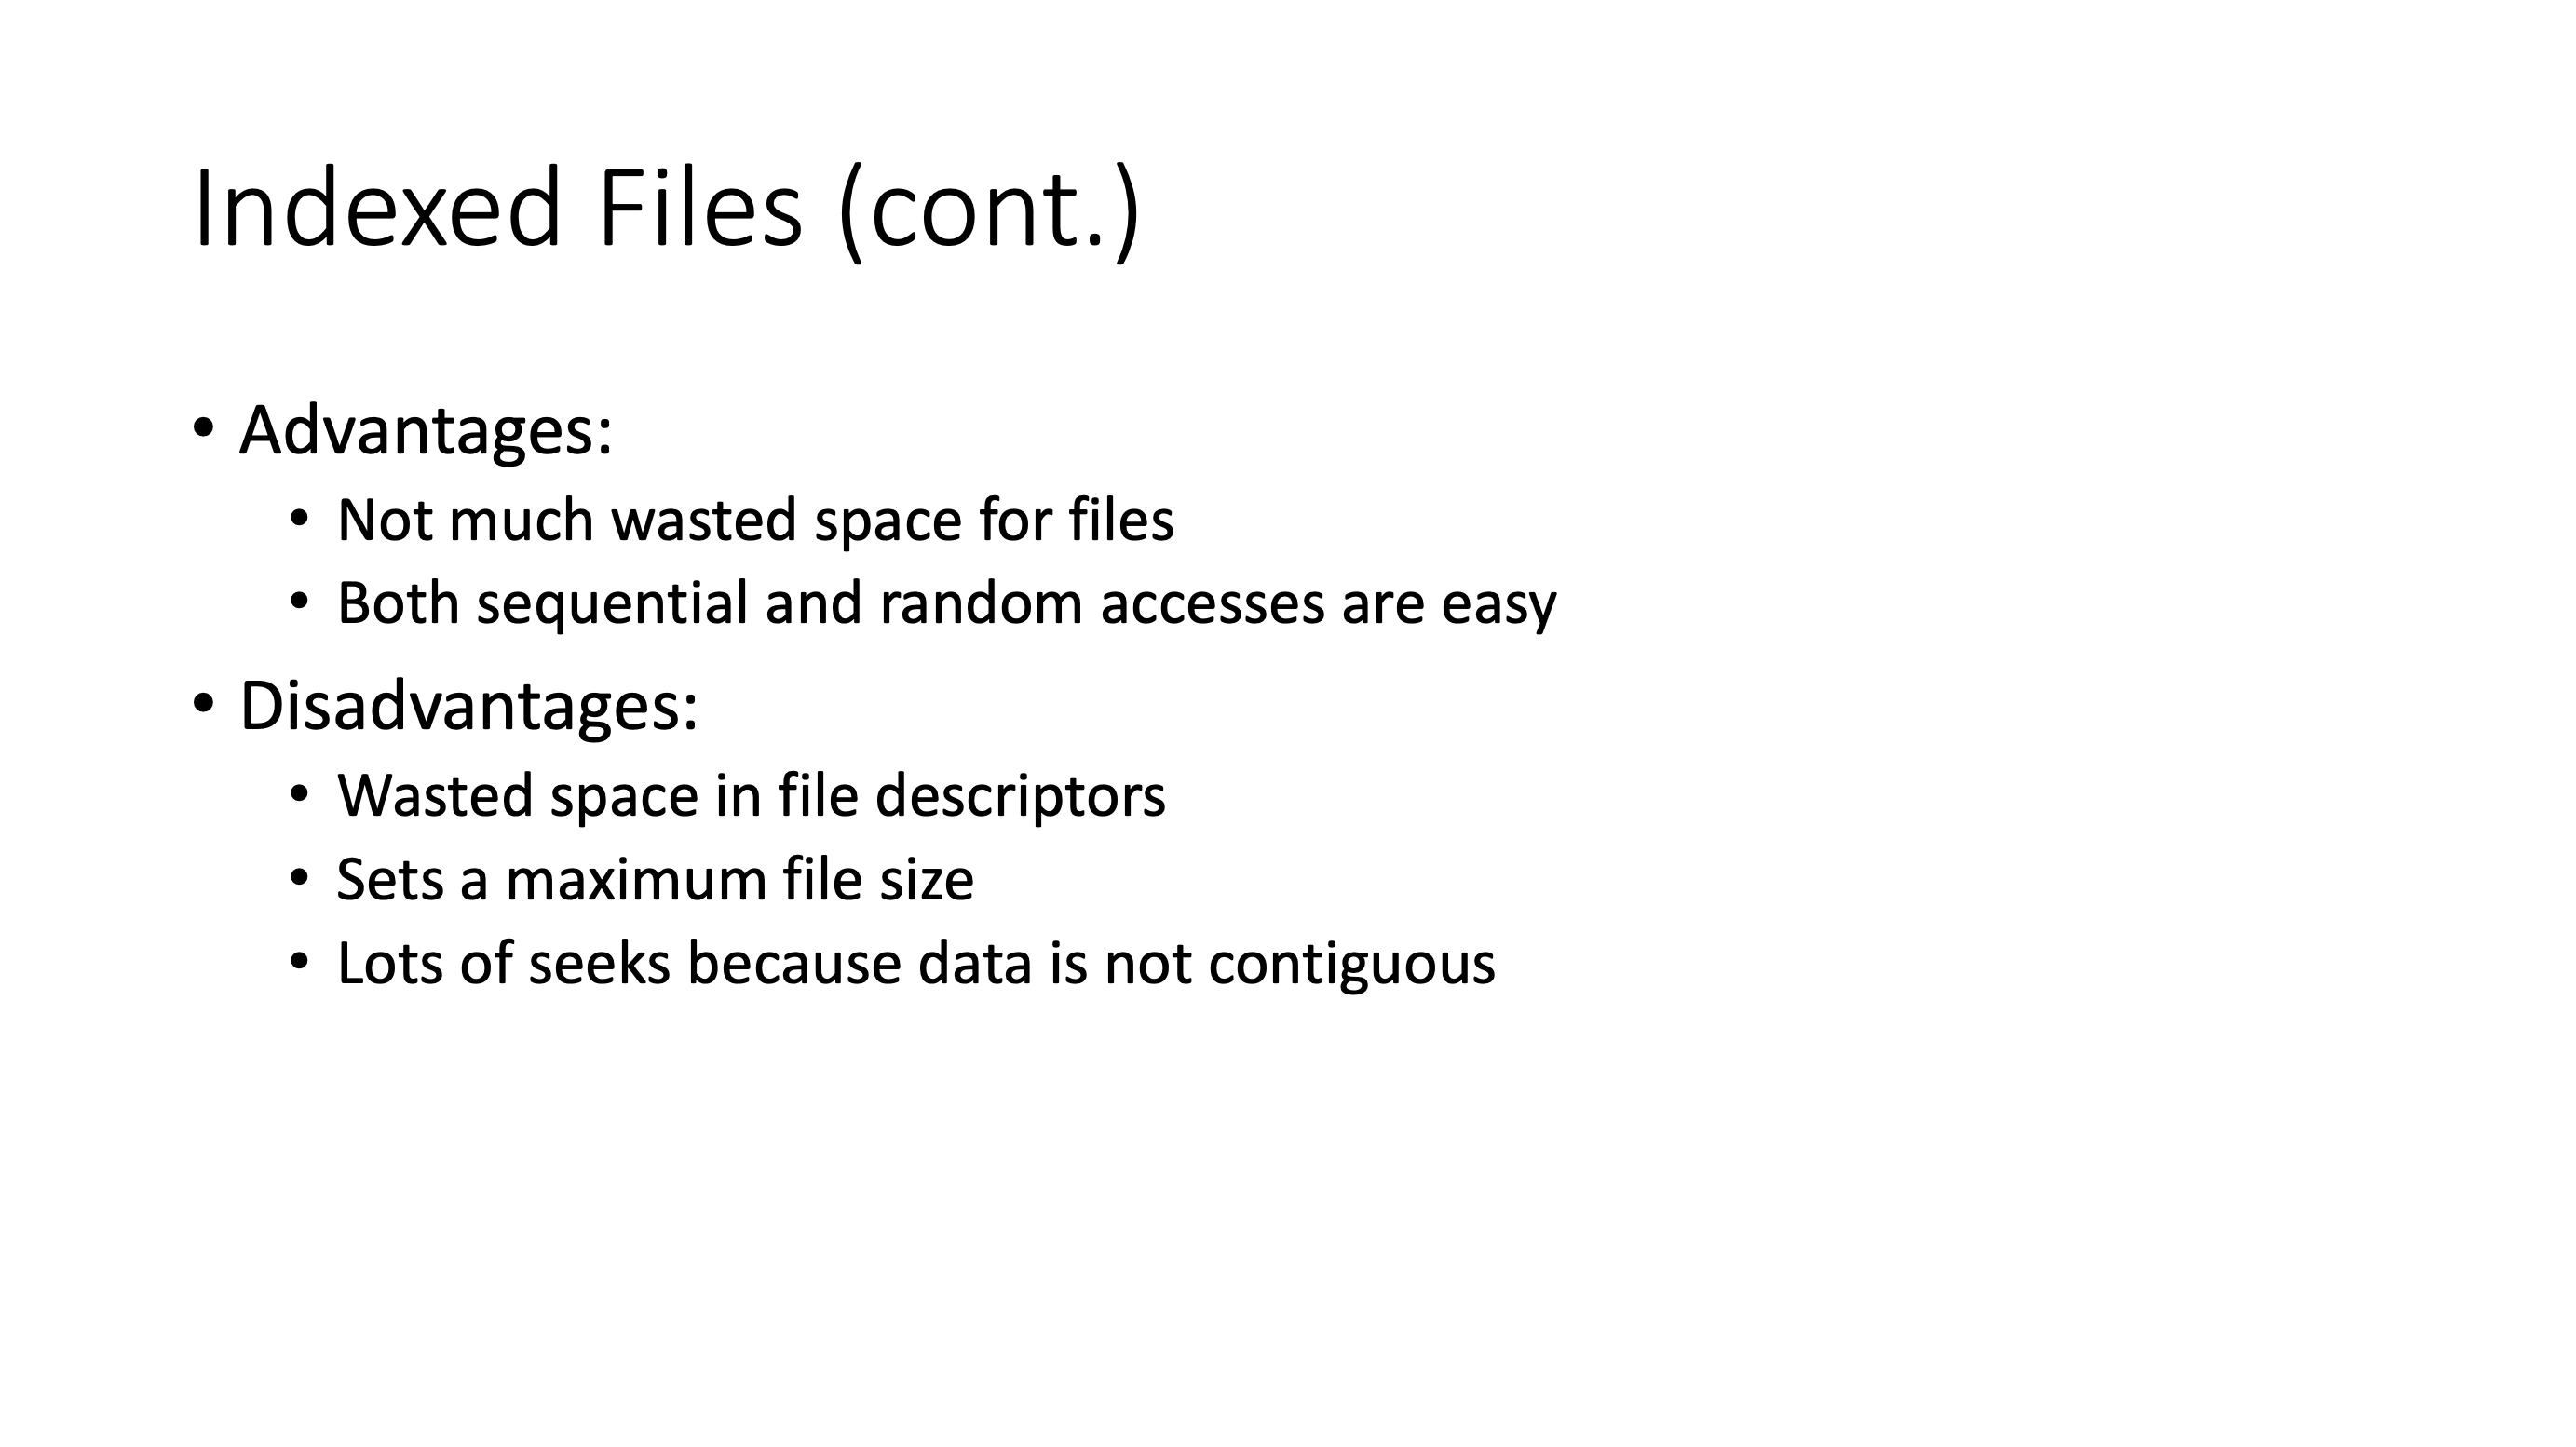 Indexed Files (cont.)
• Advantages:
• Not much wasted space for files
• Both sequential and random accesses are easy
• Disadvantages:
• Wasted space in file descriptors
• Sets a maximum file size
• Lots of seeks because data is not contiguous